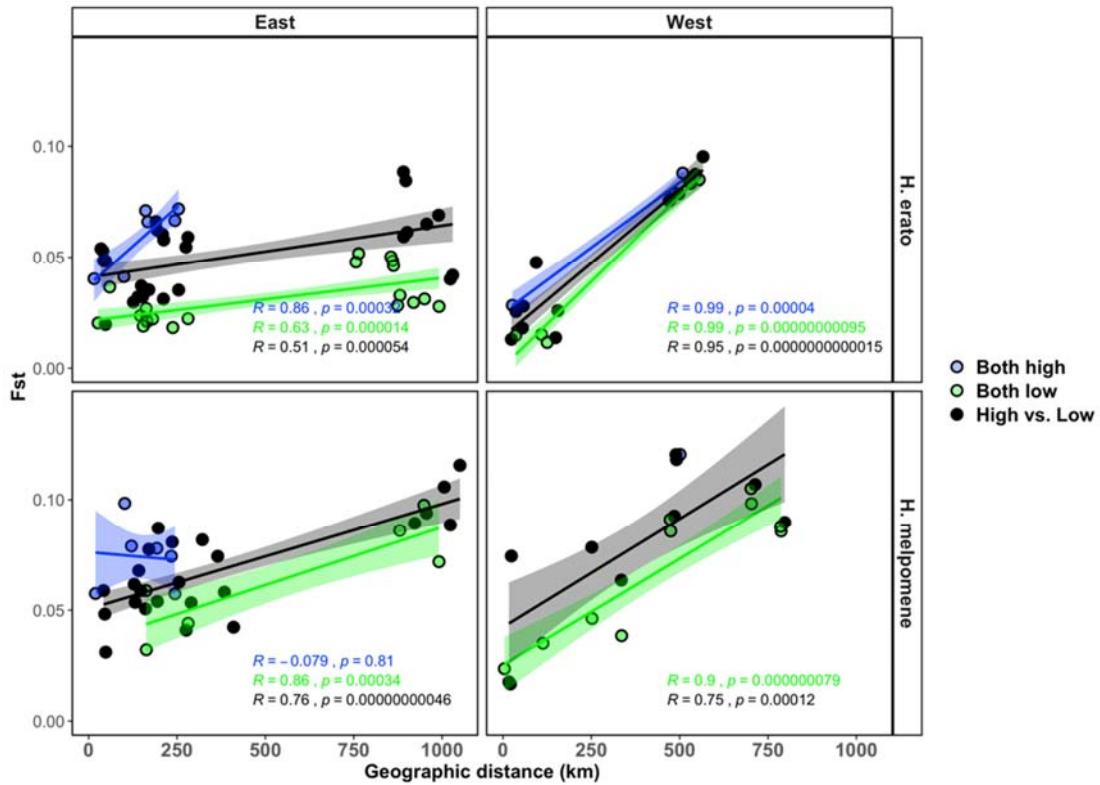 East West
0.10
0.05
0.00
R = 0.86 , p = 0.00032
R = 0.63 , p = 0.000014
R = 0.51 , p = 0.000054
R = 0.99 , p = 0.00004
R = 0.99 , p = 0.00000000095
R = 0.95 , p = 0.0000000000015
H. erato
Fst
Both high
Both low
High vs. Low
0.10
0.05
0.00
R = −0.079 , p = 0.81
R = 0.86 , p = 0.00034
R = 0.76 , p = 0.00000000046
R = 0.9 , p = 0.000000079
R = 0.75 , p = 0.00012
H. melpomene
0 250 500 750 1000 0 250 500 750 1000
Geographic distance (km)